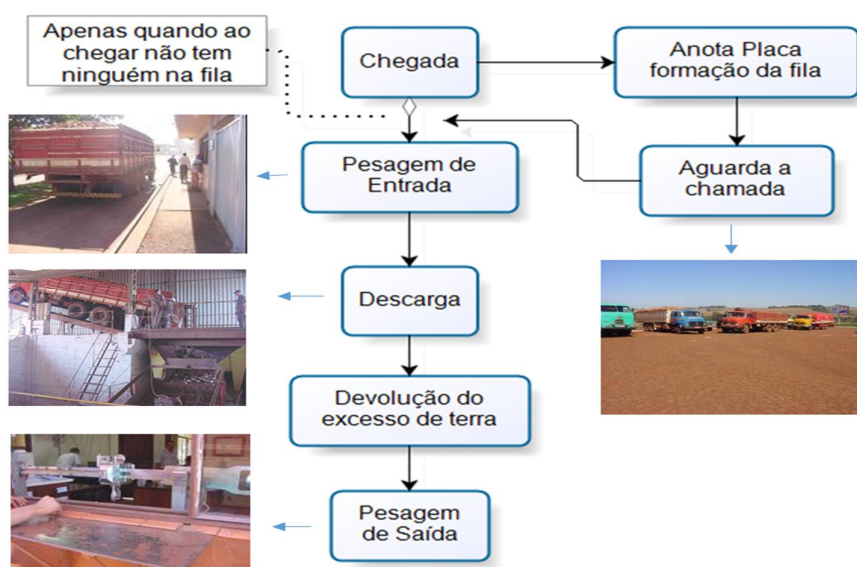 Apenas quando ao
chegar não tem
ninguém na fila
Chegada
Anota Placa
formação da fila
Pesagem de
Entrada
Aguarda a
chamada
Descarga
Devolução do
excesso de terra
Pesagem
de Saída